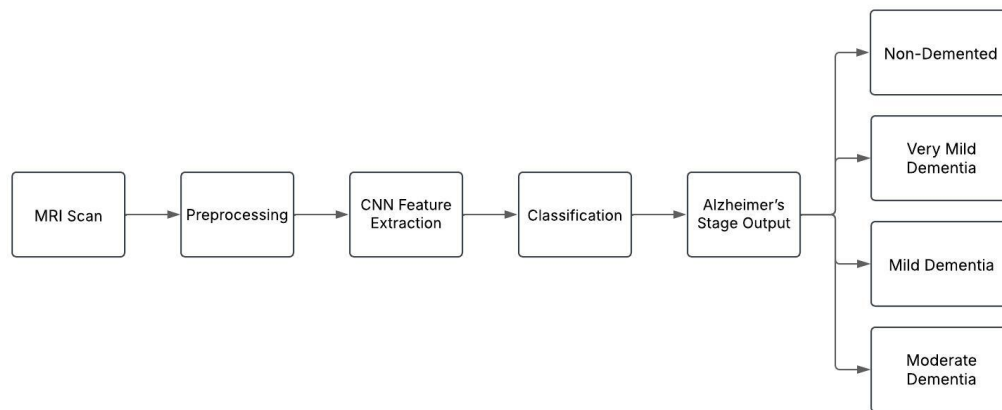 MRI Scan
Preprocessing
CNN Feature
Extraction
Classification
Alzheimer’s
Stage Output
Non-Demented
Very Mild
Dementia
Mild Dementia
Moderate
Dementia